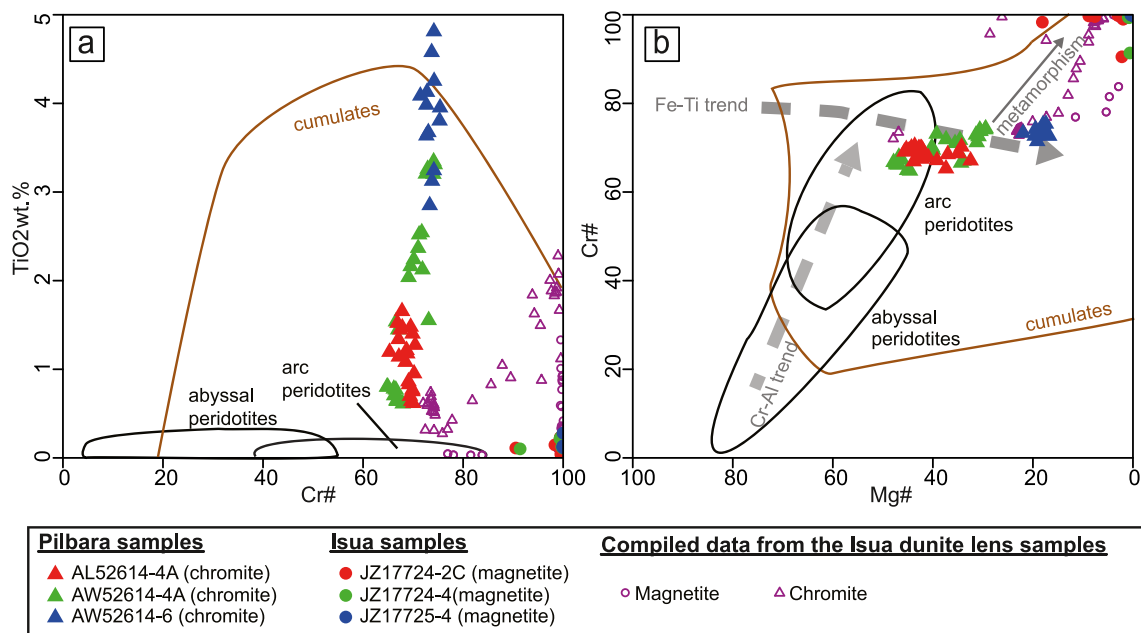 a
5
4
3
2
1
0
TiO2wt.%
0
20
40
60
80
100
Cr#
cumulates
abyssal
peridotites
arc
peridotites
b
100
80
60
40
20
0
Cr#
100
80
60
40
20
0
Mg#
Fe-Ti trend
metamorphism
arc
peridotites
abyssal
peridotites
cumulates
Cr-Al trend
Pilbara samples
AL52614-4A (chromite)
AW52614-4A (chromite)
AW52614-6 (chromite)
Isua samples
JZ17724-2C (magnetite)
JZ17724-4(magnetite)
JZ17725-4 (magnetite)
Compiled data from the Isua dunite lens samples
Magnetite
Chromite